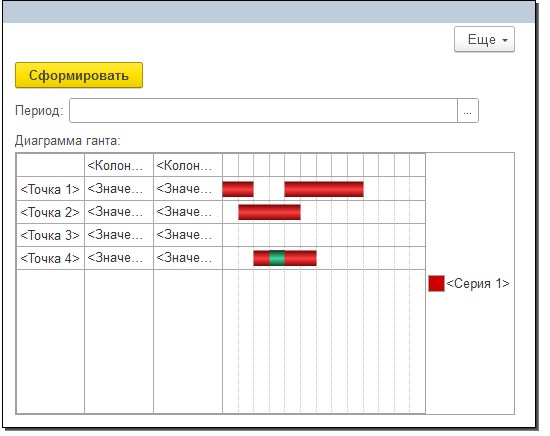 Еще
Сформировать
Период: ...
Диаграмма ганта:
<Колон... <Колон...
<Точка 1> <Значе... <Значе...
<Точка 2> <Значе... <Значе...
<Точка 3> <Значе... <Значе...
<Точка 4> <Значе... <Значе...
<Серия 1>